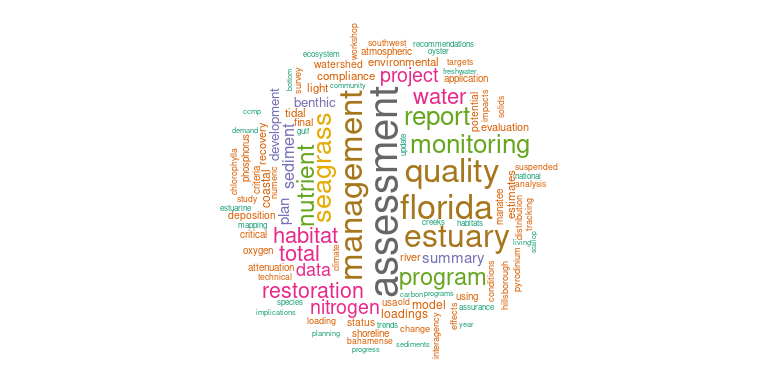 workshop
southwest
recommendations
ecosystem
atmospheric
oyster
watershed
environmental
targets
bottom
survey
compliance
project
freshwater
light
community
application
benthic
water
potential
impacts
solids
ccmp
development
tidal
final
gulf
management
assessment
report
evaluation
demand
recovery
phosphorus
sediment
seagrass
update
monitoring
chlorophylla
criteria
numeric
coastal
nutrient
quality
suspended
national
analysis
estimates
study
plan
florida
manatee
estuarine
deposition
mapping
critical
habitat
creeks
habitats
distribution
tracking
estuary
living
scallop
oxygen
total
climate
river
summary
attenuation
technical
data
program
conditions
hillsborough
pyrodinium
restoration
carbon
programs
using
species
nitrogen
usa
old
model
assurance
implications
loadings
effects
loading
status
trends
change
interagency
year
planning
shoreline
bahamense
sediments
progress